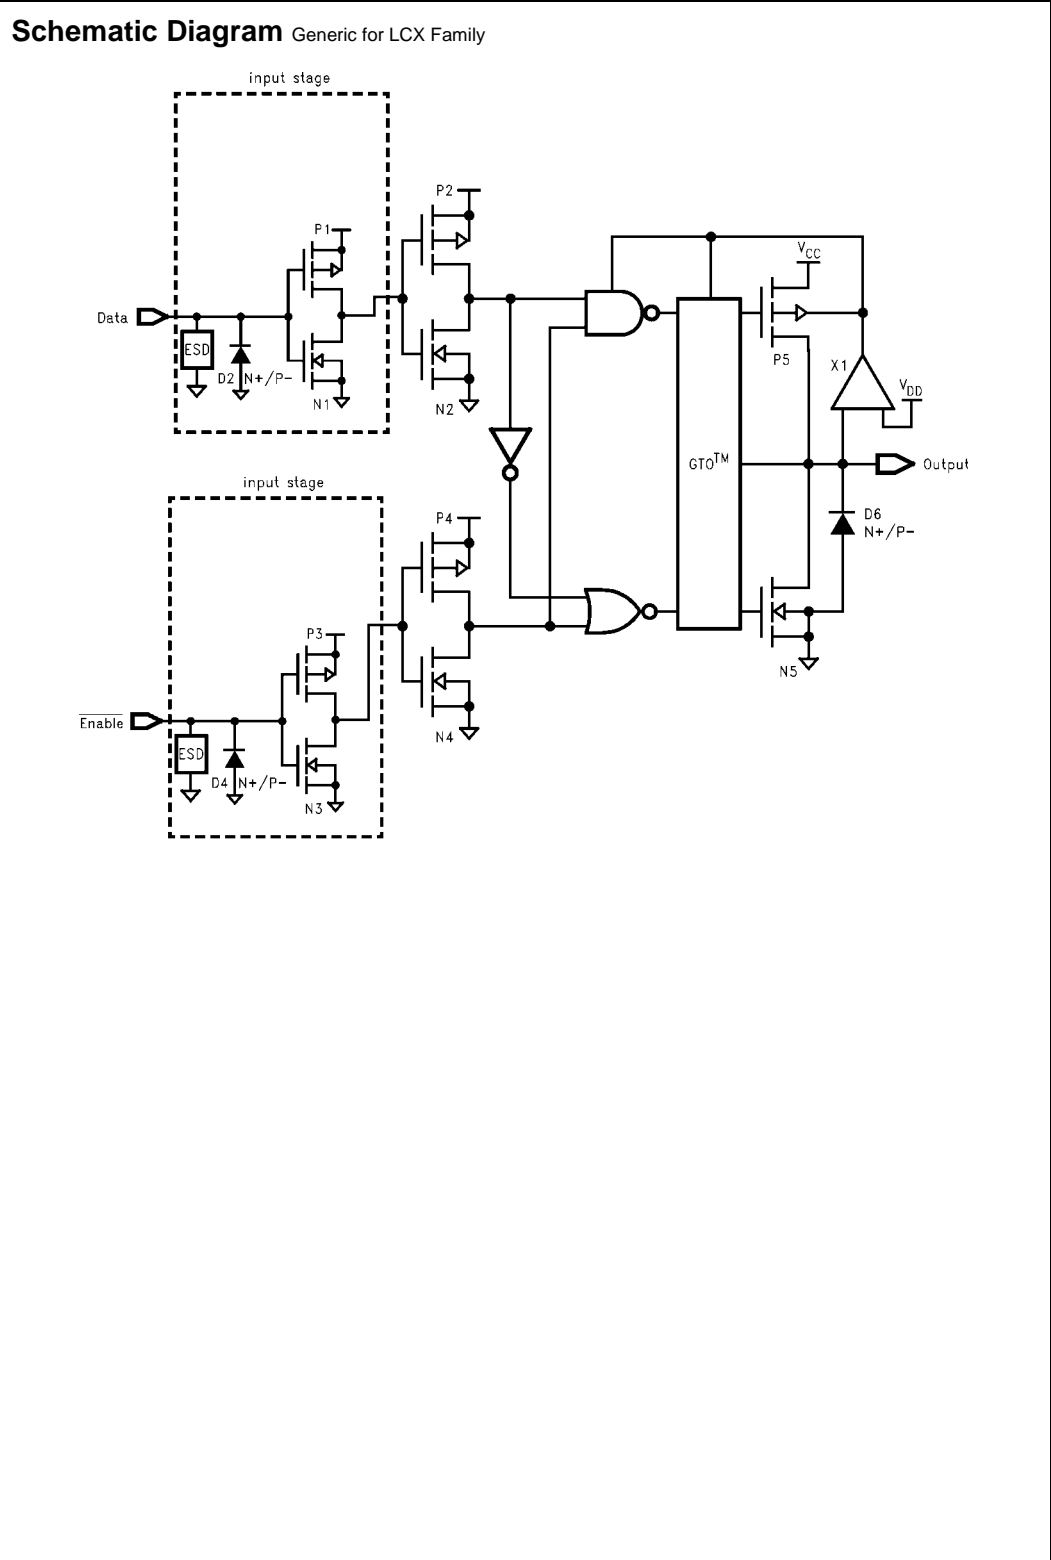 Schematic Diagram Generic for LCX Family
input stage
P2
P1
VCC
Data
ESD
D2 N+/P-
P5
X1
VDD
N1
N2
GTO™
Output
input stage
P4
D6
N+/P-
P3
N5
Enable
ESD
D4 N+/P-
N4
N3